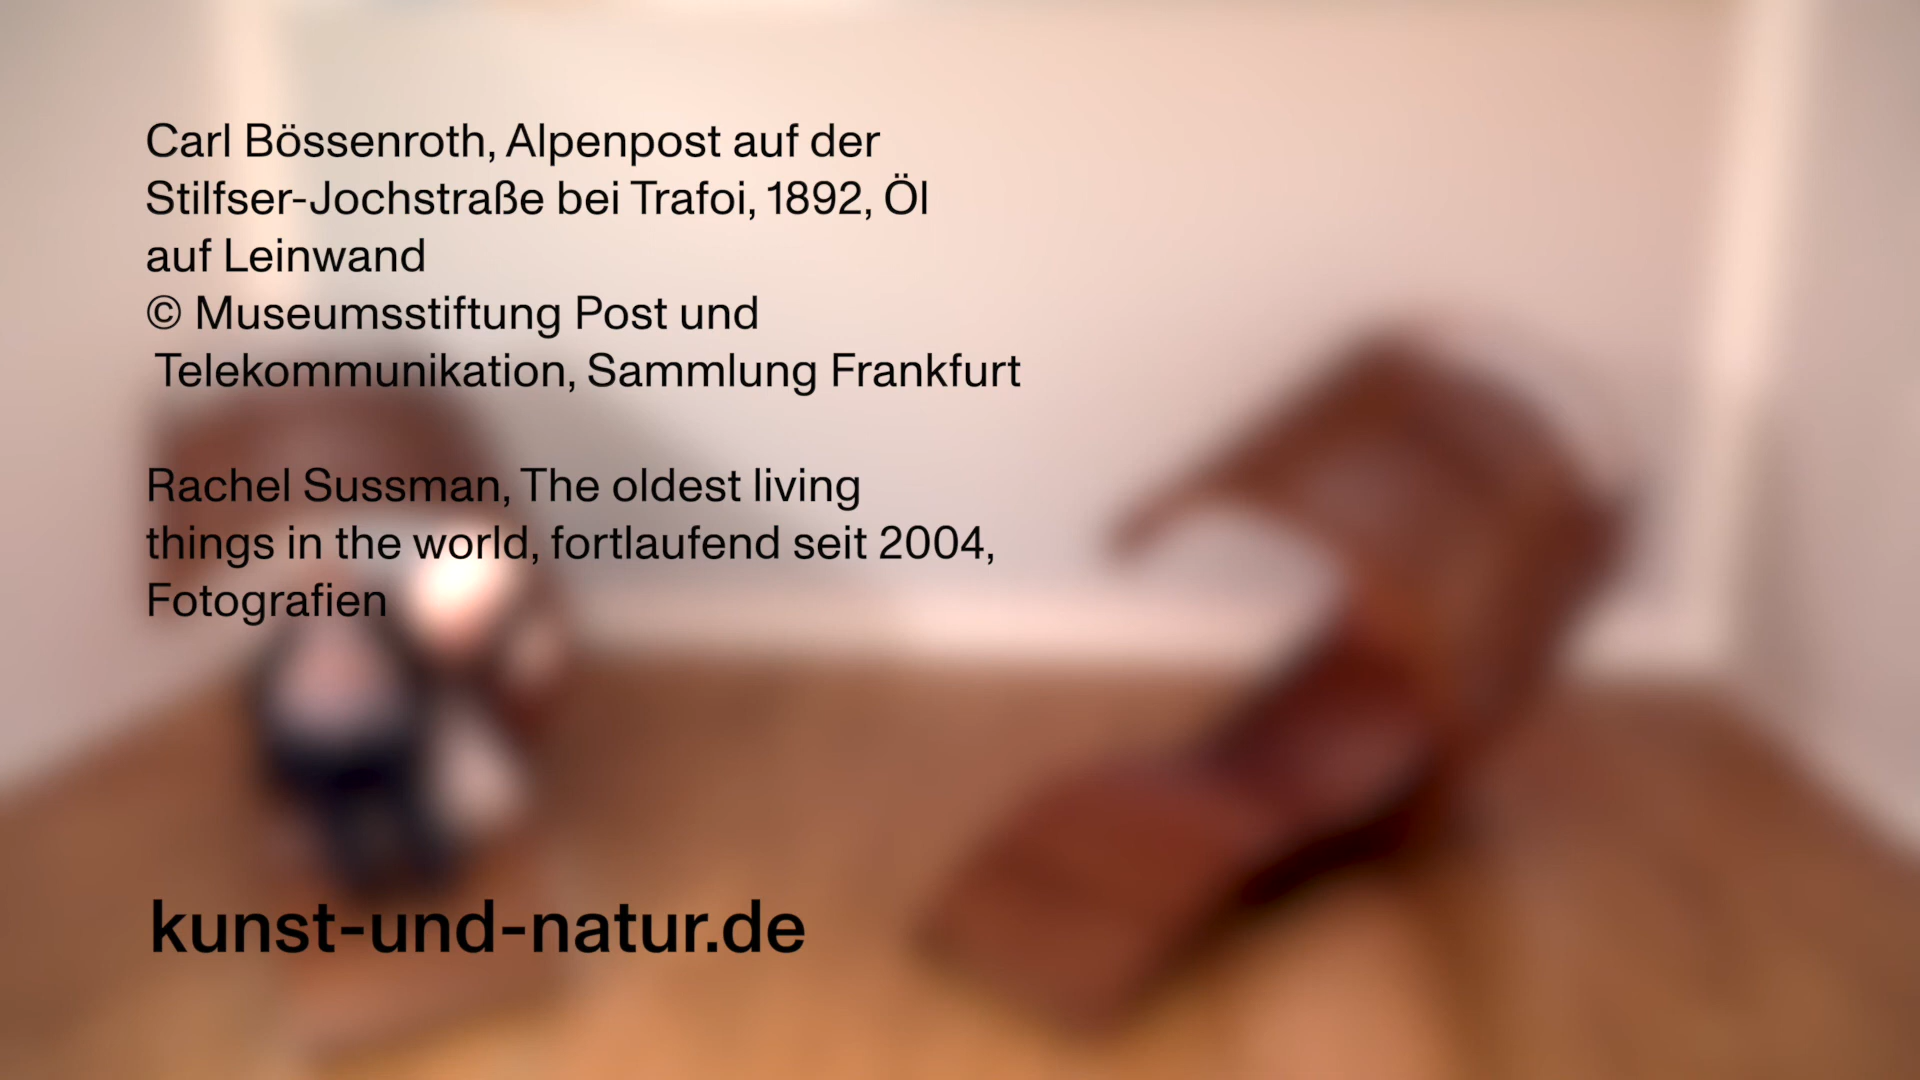 Carl Bössenroth, Alpenpost auf der
Stilfser-Jochstraße bei Trafoi, 1892, Öl
auf Leinwand
© Museumsstiftung Post und
Telekommunikation, Sammlung Frankfurt
Rachel Sussman, The oldest living
things in the world, fortlaufend seit 2004,
Fotografien
kunst-und-natur.de